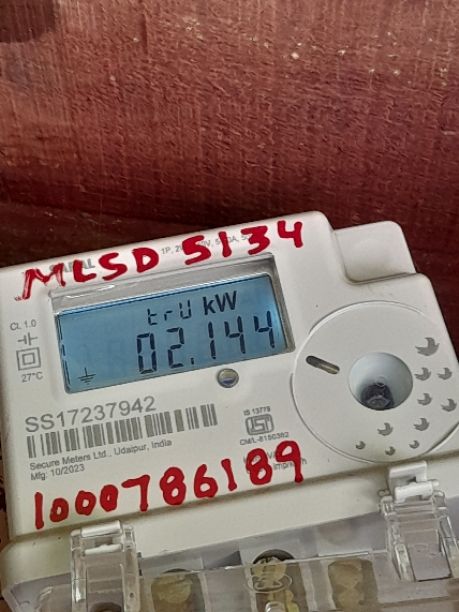 MLSD 5134
CL 1.0
27°C
trU kW
02.144
SS17237942
Secure Meters Ltd., Udaipur, India
Mfg: 10/2023
IS 13779
CM/L-8150382
1000786189